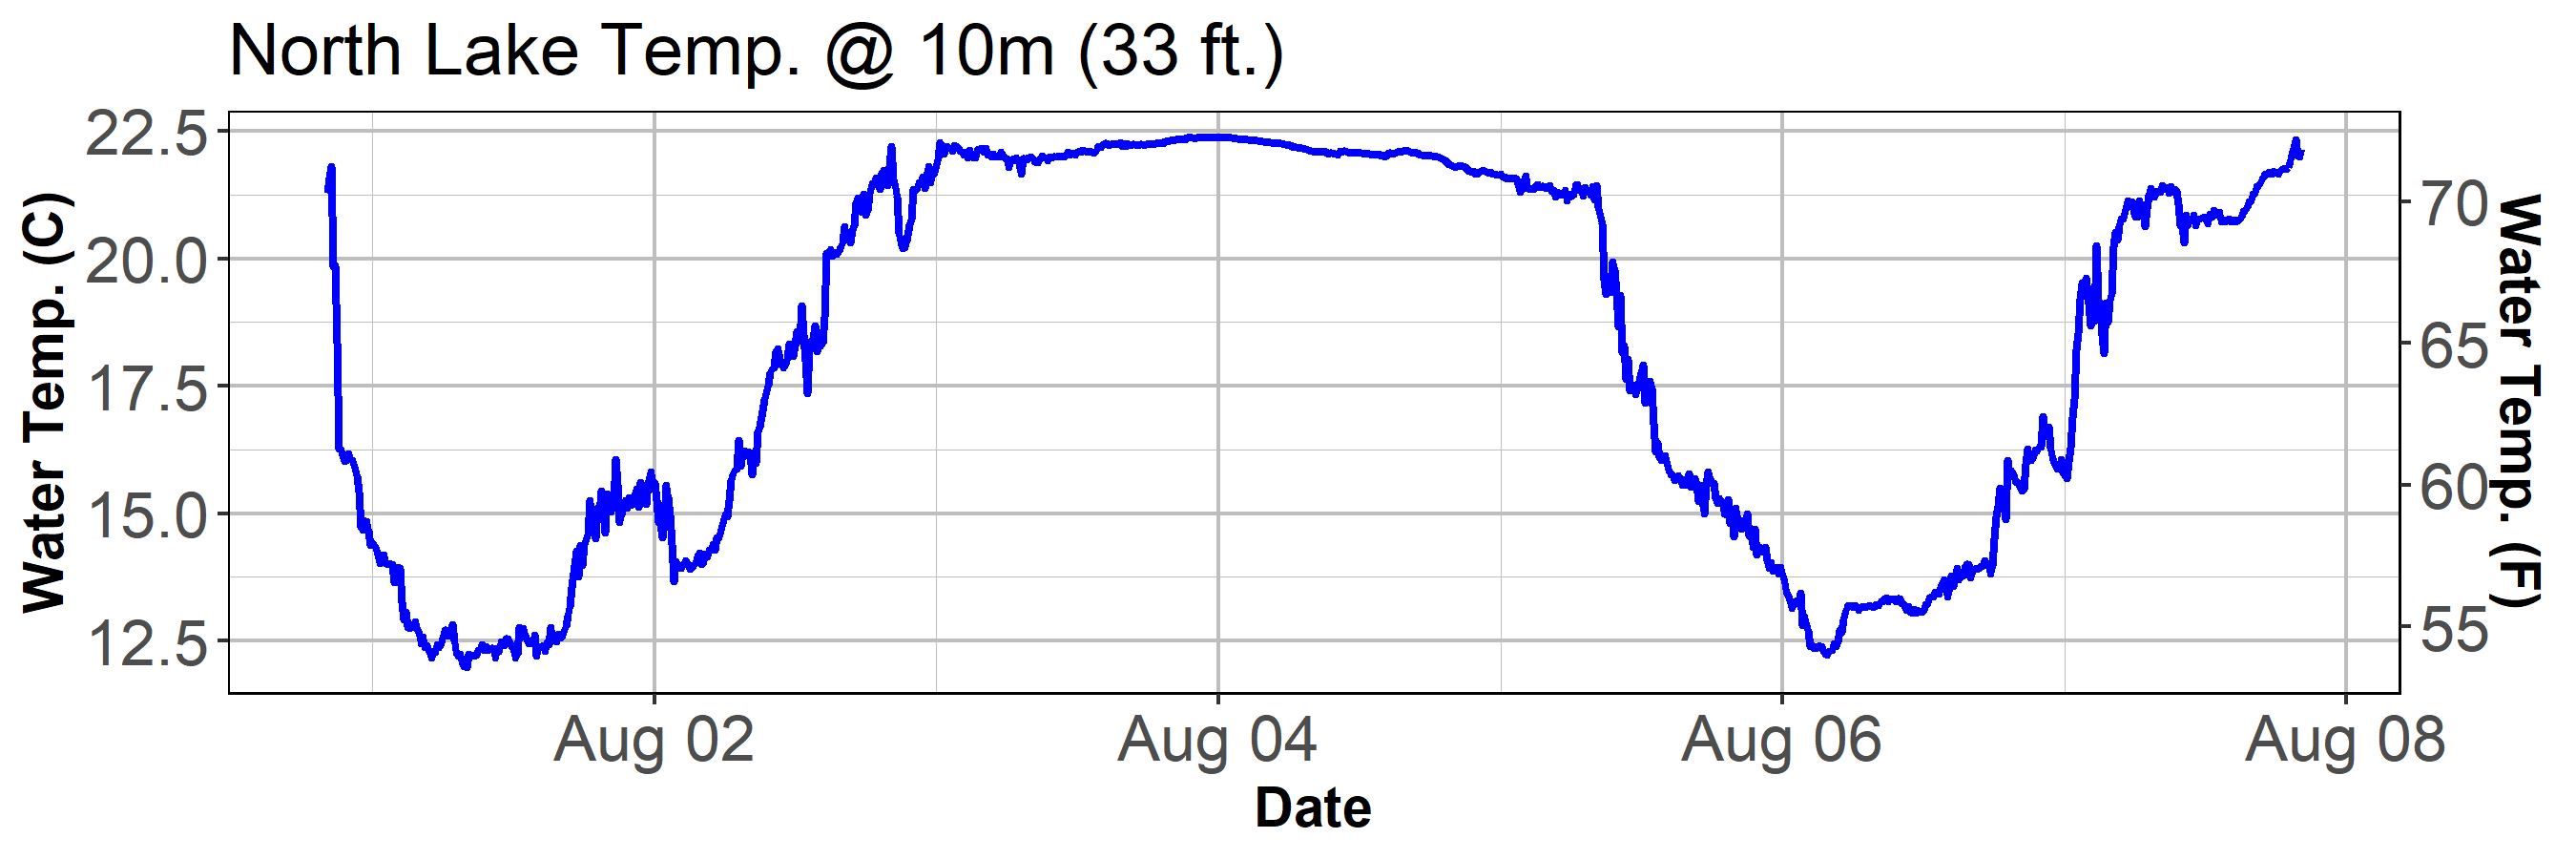 North Lake Temp. @ 10m (33 ft.)
Water Temp. (C)
22.5
20.0
17.5
15.0
12.5
70
65
60
55
Water Temp. (F)
Aug 02
Aug 04
Aug 06
Aug 08
Date